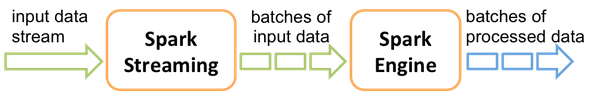 input data
stream
Spark
Streaming
batches of
input data
Spark
Engine
batches of
processed data